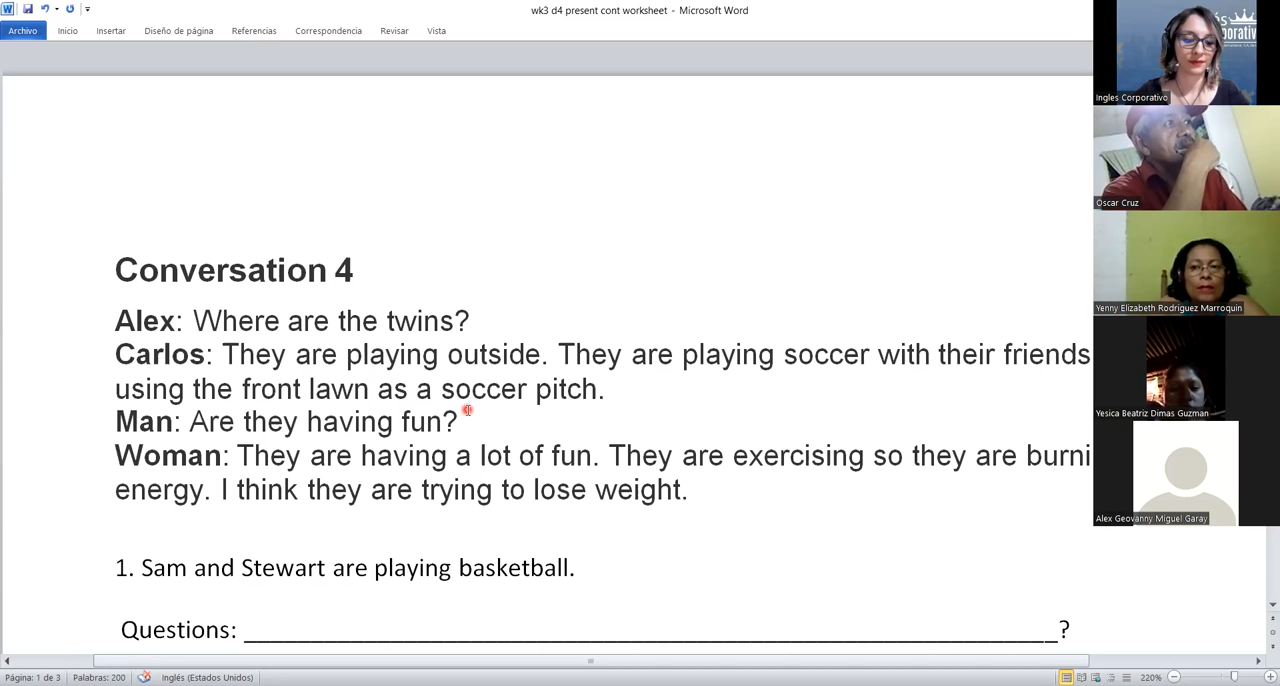 wk3 d4 present cont worksheet - Microsoft Word
Archivo Inicio Insertar Diseño de página Referencias Correspondencia Revisar Vista
Conversation 4
Alex: Where are the twins?
Carlos: They are playing outside. They are playing soccer with their friends
using the front lawn as a soccer pitch.
Man: Are they having fun?
Woman: They are having a lot of fun. They are exercising so they are burni
energy. I think they are trying to lose weight.
1. Sam and Stewart are playing basketball.
Questions: ______________________________________________________________?
Ingles Corporativo
Oscar Cruz
Yenny Elizabeth Rodriguez Marroquin
Yesica Beatriz Dimas Guzman
Alex Geovanny Miguel Garay
Página: 1 de 3 Palabras: 200 Inglés (Estados Unidos) 220%